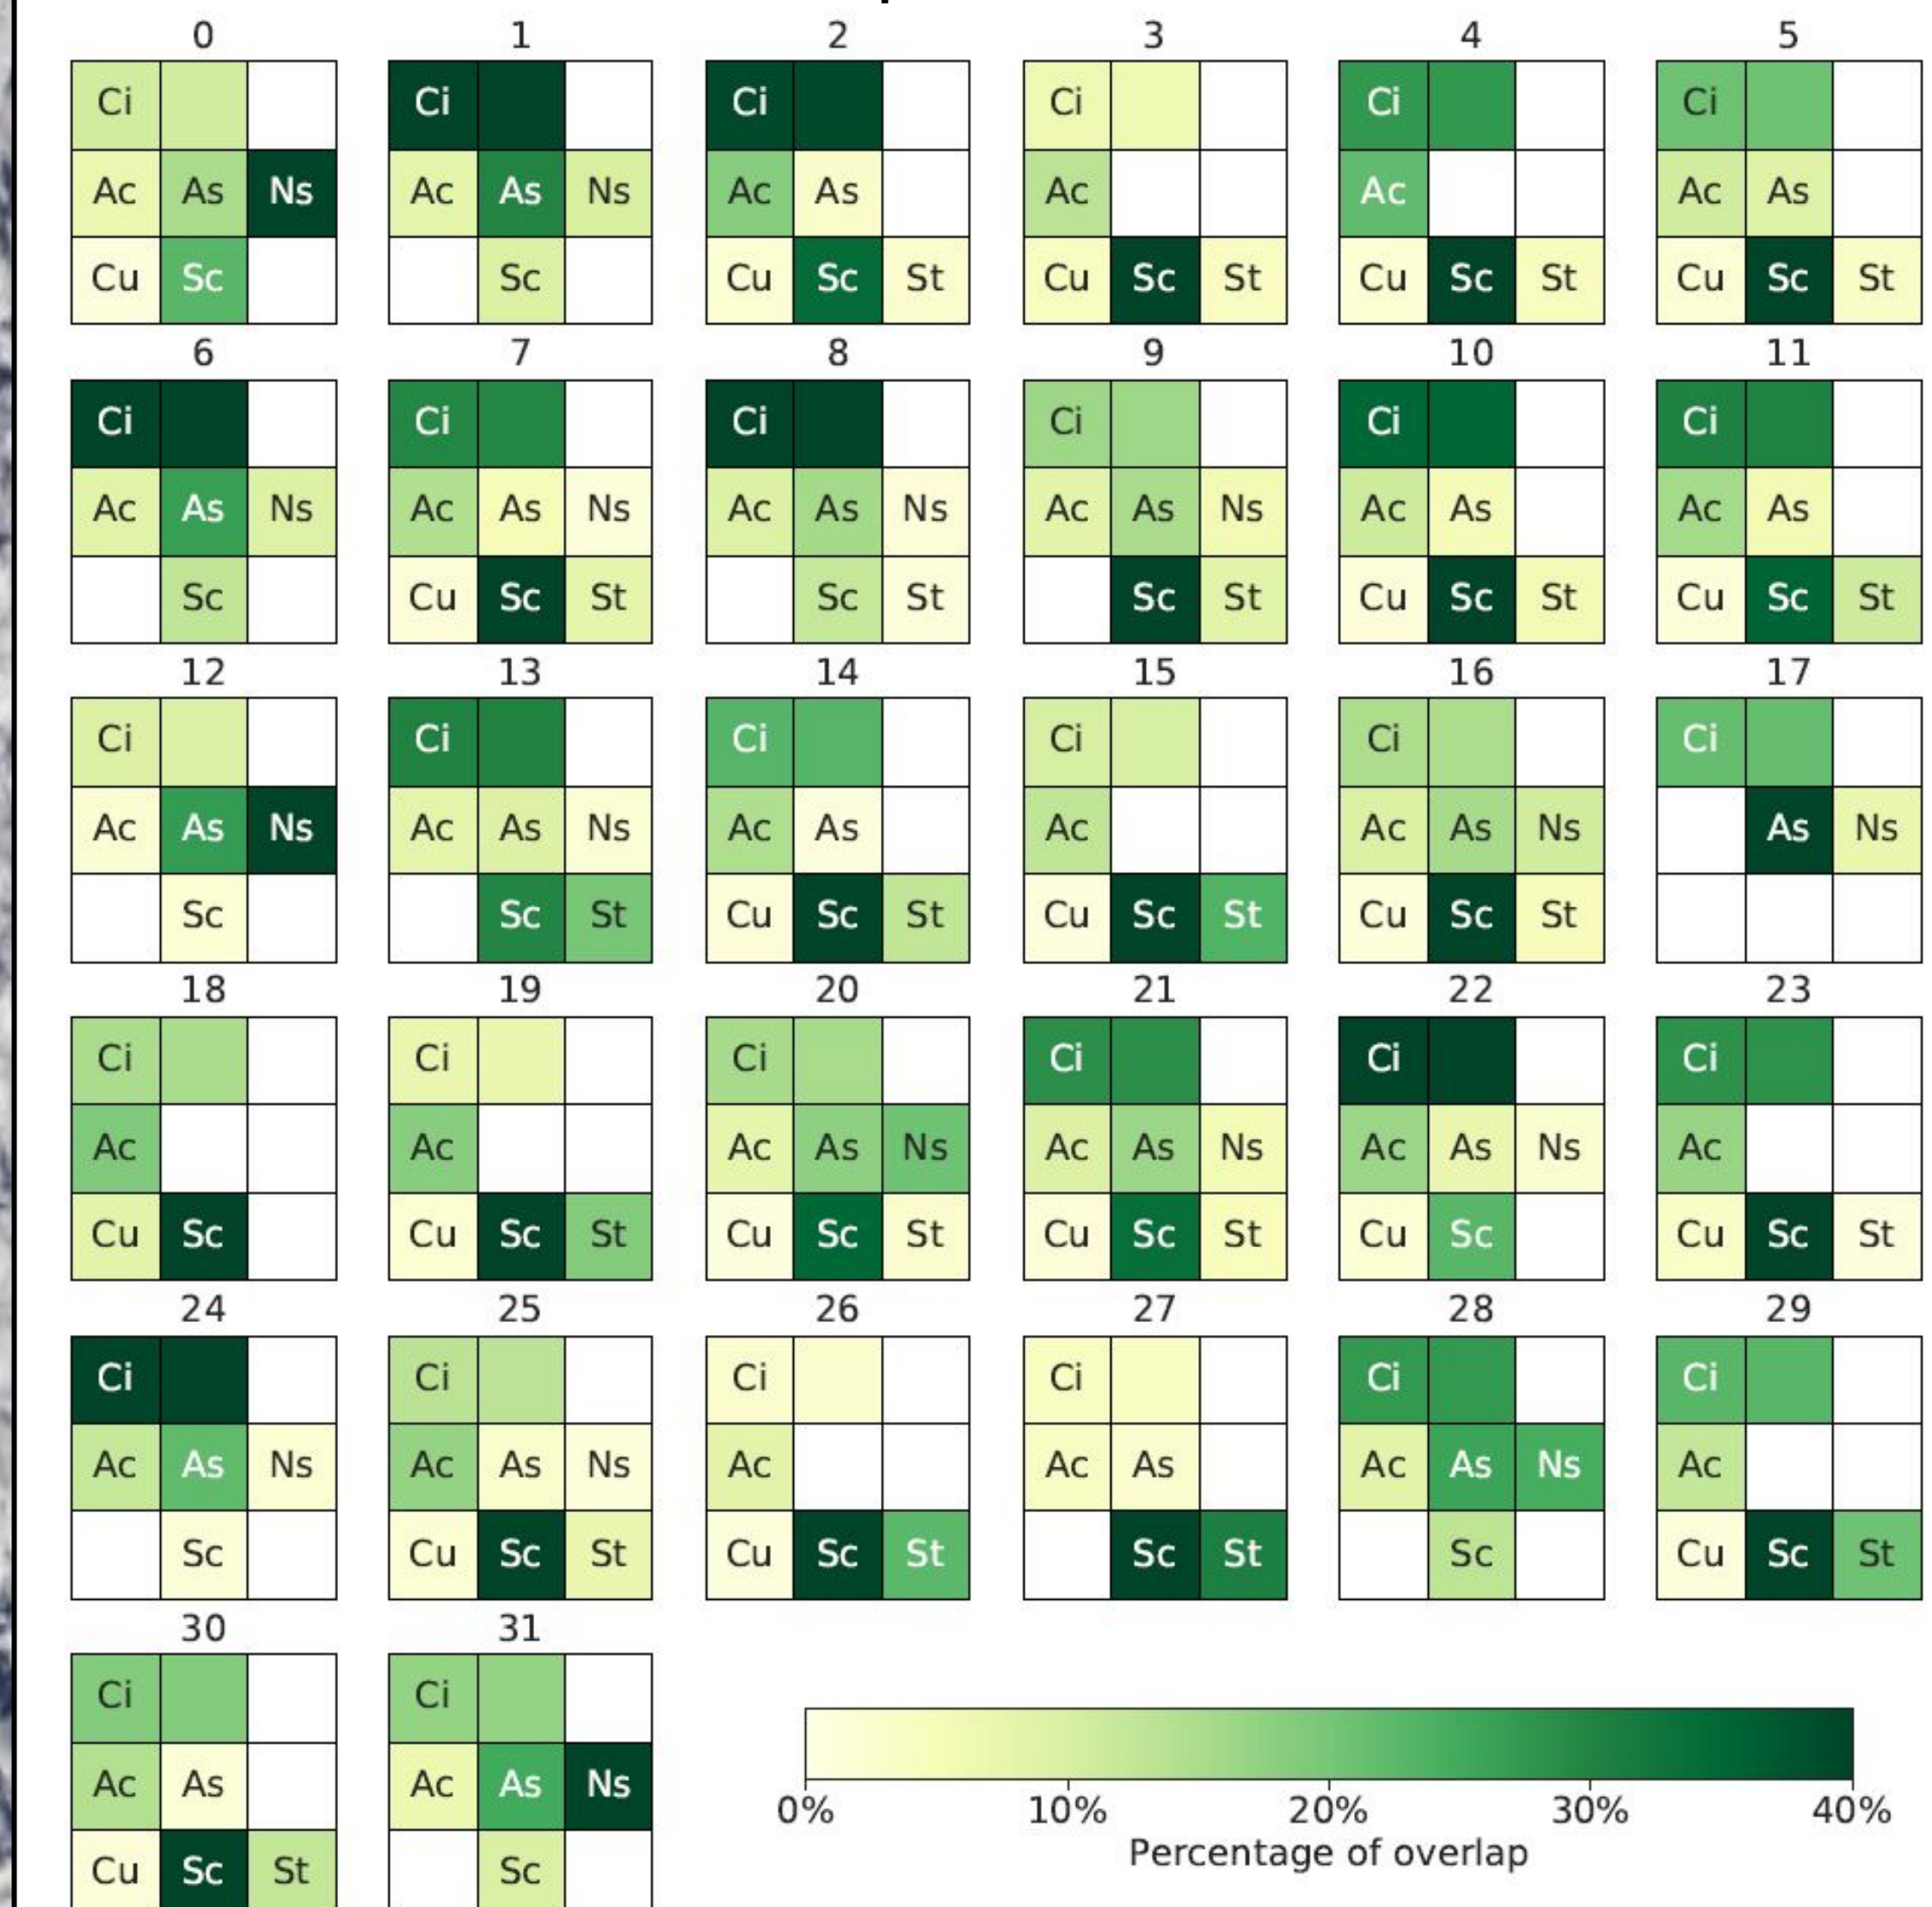 0 1 2 3 4 5
Ci Ci Ci Ci Ci Ci
Ac As Ns Ac As Ns Ac As Ac Ac Ac As
Cu Sc Sc Cu Sc St Cu Sc St Cu Sc St Cu Sc St
6 7 8 9 10 11
Ci Ci Ci Ci Ci Ci
Ac As Ns Ac As Ns Ac As Ns Ac As Ns Ac As Ac As
Sc Cu Sc St Sc St Sc St Cu Sc St Cu Sc St
12 13 14 15 16 17
Ci Ci Ci Ci Ci Ci
Ac As Ns Ac As Ns Ac As Ac Ac As Ns As Ns
Sc Sc St Cu Sc St Cu Sc St Cu Sc St
18 19 20 21 22 23
Ci Ci Ci Ci Ci Ci
Ac Ac Ac As Ns Ac As Ns Ac As Ns Ac
Cu Sc Cu Sc St Cu Sc St Cu Sc St Cu Sc Cu Sc St
24 25 26 27 28 29
Ci Ci Ci Ci Ci Ci
Ac As Ns Ac As Ns Ac Ac As Ac As Ns Ac
Sc Cu Sc St Cu Sc St Sc St Sc Cu Sc St
30 31
Ci Ci
Ac As Ac As Ns
Cu Sc St Sc
0% 10% 20% 30% 40%
Percentage of overlap